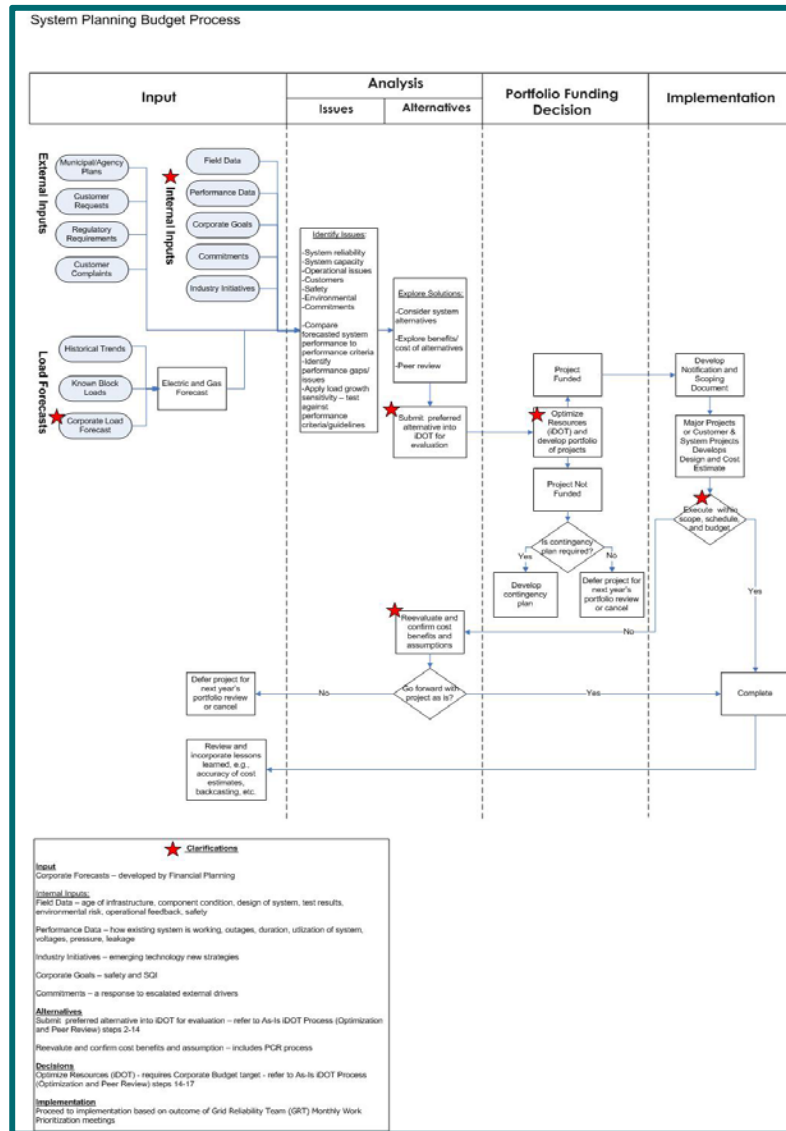 System Planning Budget Process
Input
Analysis
Issues
Alternatives
Portfolio Funding
Decision
Implementation
External Inputs
Municipal/Agency
Plans
Customer
Requests
Regulatory
Requirements
Customer
Complaints
Internal Inputs
Field Data
Performance Data
Corporate Goals
Commitments
Industry Initiatives
Load Forecasts
Historical Trends
Known Block
Loads
Corporate Load
Forecast
Electric and Gas
Forecast
Identify Issues:
-System reliability
-System capacity
-Operational issues
-Customers
-Safety
-Environmental
-Commitments
-Compare
forecasted system
performance to
performance criteria
-Identify
performance gaps/
issues
-Apply load growth
sensitivity – test
against
performance
criteria/guidelines
Explore Solutions:
-Consider system
alternatives
-Explore benefits/
cost of alternatives
-Peer review
Submit preferred
alternative into
iDOT for evaluation
Project
Funded
Optimize
Resources
(iDOT) and
develop portfolio
of projects
Project Not
Funded
Is contingency
plan required?
Yes
No
Develop
contingency
plan
Defer project for
next year's
portfolio review
or cancel
Develop
Notification and
Scoping
Document
Major Projects
or Customer &
System Projects
Develops
Design and Cost
Estimate
Execute within
scope, schedule,
and budget
Yes
No
Reevaluate and
confirm cost
benefits and
assumptions
Go forward with
project as is?
No
Yes
Defer project for
next year's
portfolio review
or cancel
Complete
Review and
incorporate lessons
learned, e.g.,
accuracy of cost
estimates,
backcasting, etc.
Clarifications
Input
Corporate Forecasts – developed by Financial Planning
Internal Inputs:
Field Data – age of infrastructure, component condition, design of system, test results,
environmental risk, operational feedback, safety
Performance Data – how existing system is working, outages, duration, utlization of system,
voltages, pressure, leakage
Industry Initiatives – emerging technology new strategies
Corporate Goals – safety and SQI
Commitments – a response to escalated external drivers
Alternatives
Submit preferred alternative into iDOT for evaluation – refer to As-Is iDOT Process (Optimization
and Peer Review) steps 2-14
Reevalute and confirm cost benefits and assumption – includes PCR process
Decisions
Optimize Resources (iDOT) - requires Corporate Budget target - refer to As-Is iDOT Process
(Optimization and Peer Review) steps 14-17
Implementation
Proceed to implementation based on outcome of Grid Reliability Team (GRT) Monthly Work
Prioritization meetings